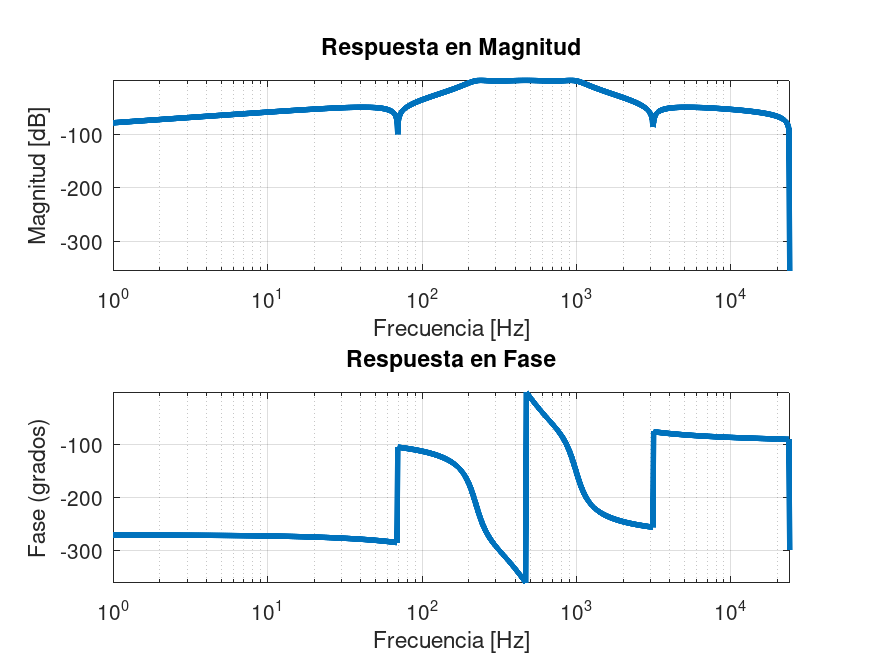 Respuesta en Magnitud
Magnitud [dB]
-100
-200
-300
10^0 10^1 10^2 10^3 10^4
Frecuencia [Hz]
Respuesta en Fase
Fase (grados)
-100
-200
-300
10^0 10^1 10^2 10^3 10^4
Frecuencia [Hz]